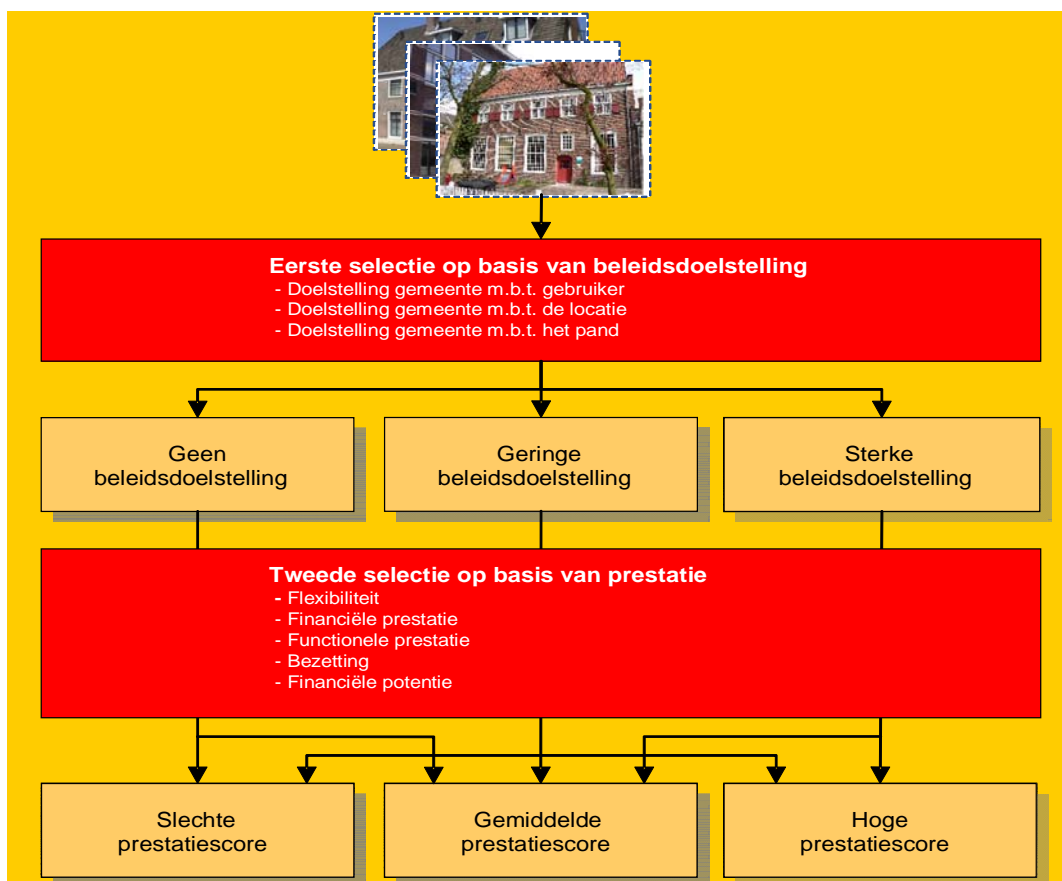 Eerste selectie op basis van beleidsdoelstelling
- Doelstelling gemeente m.b.t. gebruiker
- Doelstelling gemeente m.b.t. de locatie
- Doelstelling gemeente m.b.t. het pand
Geen
beleidsdoelstelling
Geringe
beleidsdoelstelling
Sterke
beleidsdoelstelling
Tweede selectie op basis van prestatie
- Flexibiliteit
- Financiële prestatie
- Functionele prestatie
- Bezetting
- Financiële potentie
Slechte
prestatiescore
Gemiddelde
prestatiescore
Hoge
prestatiescore